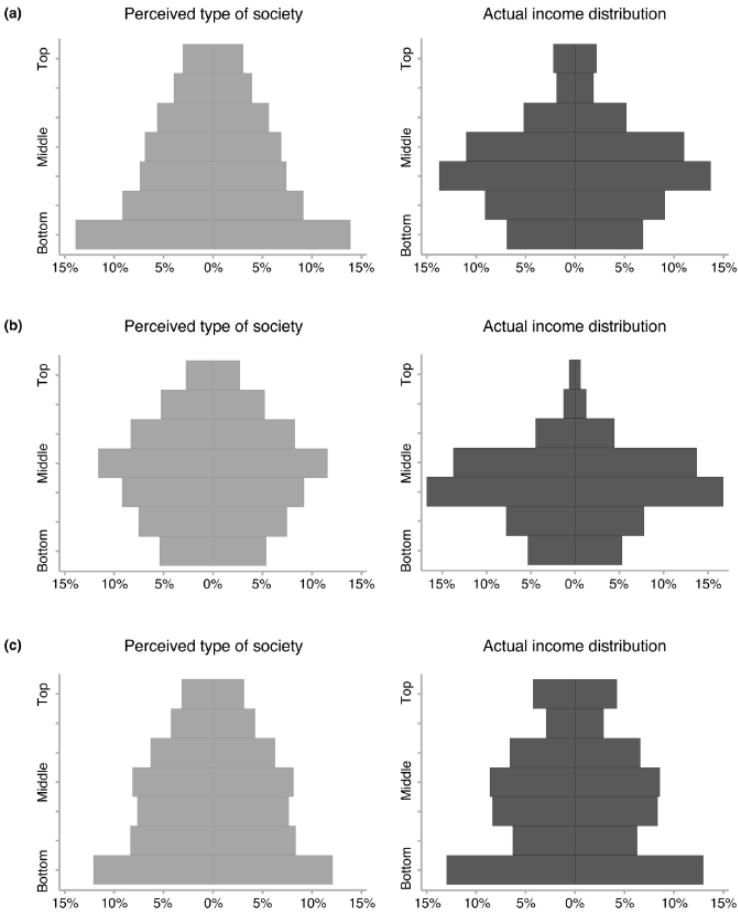 (a)
Perceived type of society
Actual income distribution
Top
Middle
Bottom
15% 10% 5% 0% 5% 10% 15%
Top
Middle
Bottom
15% 10% 5% 0% 5% 10% 15%
(b)
Perceived type of society
Actual income distribution
Top
Middle
Bottom
15% 10% 5% 0% 5% 10% 15%
Top
Middle
Bottom
15% 10% 5% 0% 5% 10% 15%
(c)
Perceived type of society
Actual income distribution
Top
Middle
Bottom
15% 10% 5% 0% 5% 10% 15%
Top
Middle
Bottom
15% 10% 5% 0% 5% 10% 15%